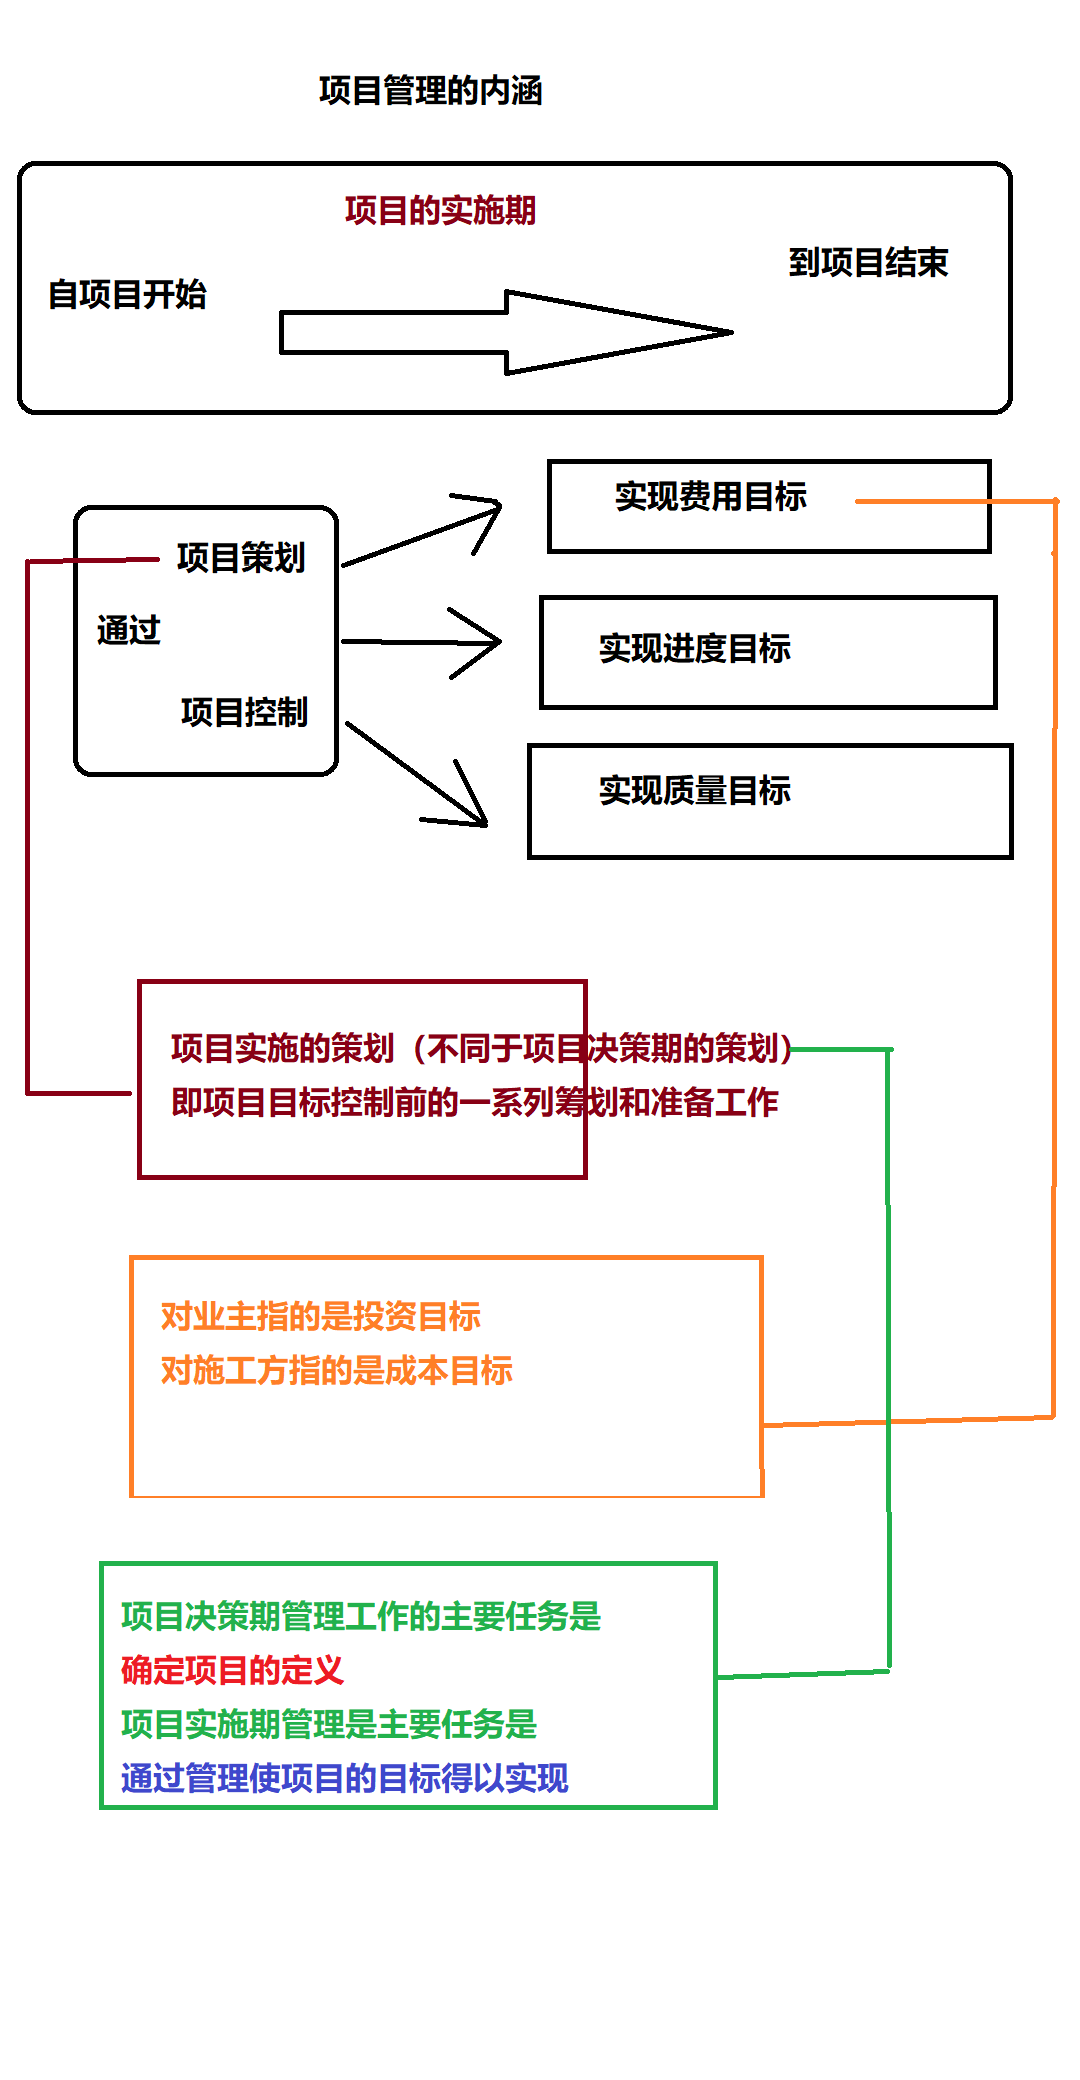 项目管理的内涵
项目的实施期
到项目结束
自项目开始
实现费用目标
项目策划
通过
实现进度目标
项目控制
实现质量目标
项目实施的策划（不同于项目决策期的策划）
即项目目标控制前的一系列筹划和准备工作
对业主指的是投资目标
对施工方指的是成本目标
项目决策期管理工作的主要任务是
确定项目的定义
项目实施期管理是主要任务是
通过管理使项目的目标得以实现